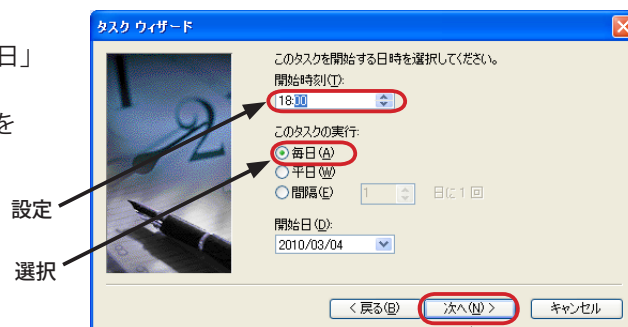 日」
を
設定
選択
タスク ウィザード
このタスクを開始する日時を選択してください。
開始時刻(T):
18:00
このタスクの実行:
毎日(A)
平日(W)
間隔(E) 1 日に 1 回
開始日(D):
2010/03/04
< 戻る(B) 次へ(N) > キャンセル